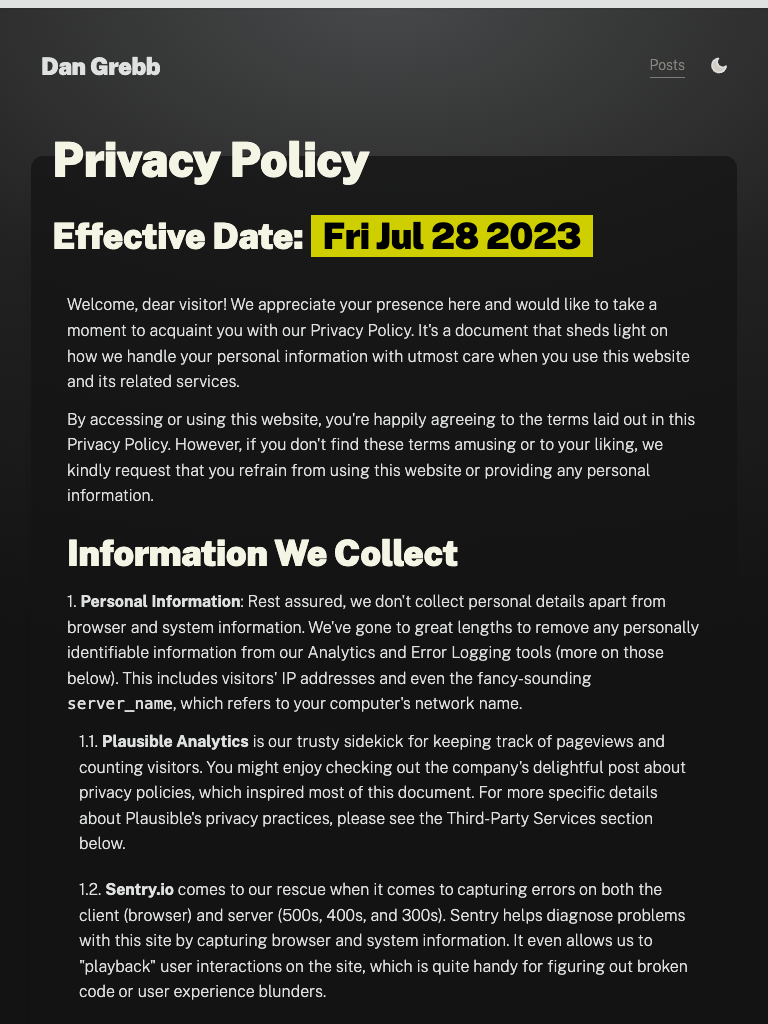 Dan Grebb
Posts
Privacy Policy
Effective Date: Fri Jul 28 2023
Welcome, dear visitor! We appreciate your presence here and would like to take a
moment to acquaint you with our Privacy Policy. It's a document that sheds light on
how we handle your personal information with utmost care when you use this website
and its related services.
By accessing or using this website, you're happily agreeing to the terms laid out in this
Privacy Policy. However, if you don't find these terms amusing or to your liking, we
kindly request that you refrain from using this website or providing any personal
information.
Information We Collect
1. Personal Information: Rest assured, we don't collect personal details apart from
browser and system information. We've gone to great lengths to remove any personally
identifiable information from our Analytics and Error Logging tools (more on those
below). This includes visitors' IP addresses and even the fancy-sounding
server_name, which refers to your computer's network name.
1.1. Plausible Analytics is our trusty sidekick for keeping track of pageviews and
counting visitors. You might enjoy checking out the company's delightful post about
privacy policies, which inspired most of this document. For more specific details
about Plausible's privacy practices, please see the Third-Party Services section
below.
1.2. Sentry.io comes to our rescue when it comes to capturing errors on both the
client (browser) and server (500s, 400s, and 300s). Sentry helps diagnose problems
with this site by capturing browser and system information. It even allows us to
"playback" user interactions on the site, which is quite handy for figuring out broken
code or user experience blunders.